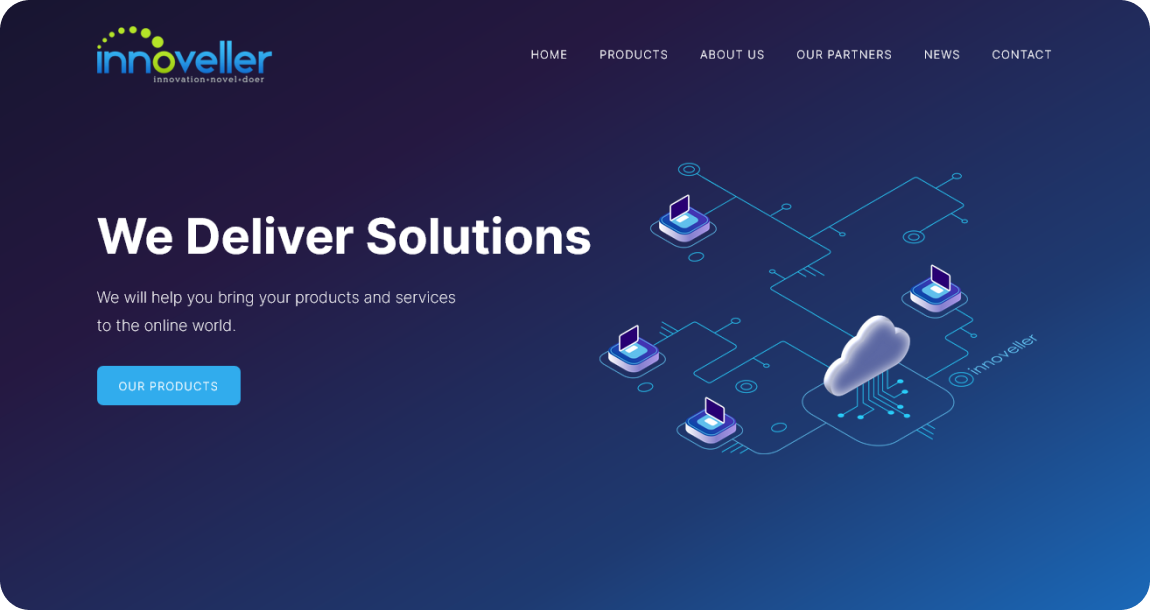 innoveller
innovation•novel•doer
HOME PRODUCTS ABOUT US OUR PARTNERS NEWS CONTACT
We Deliver Solutions
We will help you bring your products and services
to the online world.
OUR PRODUCTS
innoveller